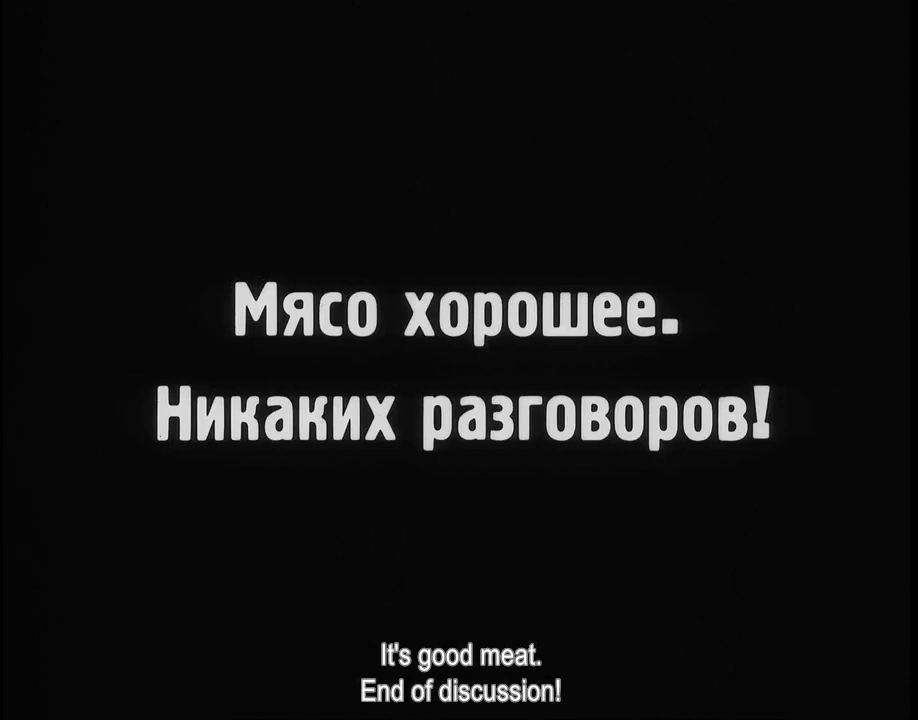 Мясо хорошее.
Никаких разговоров!
It's good meat.
End of discussion!